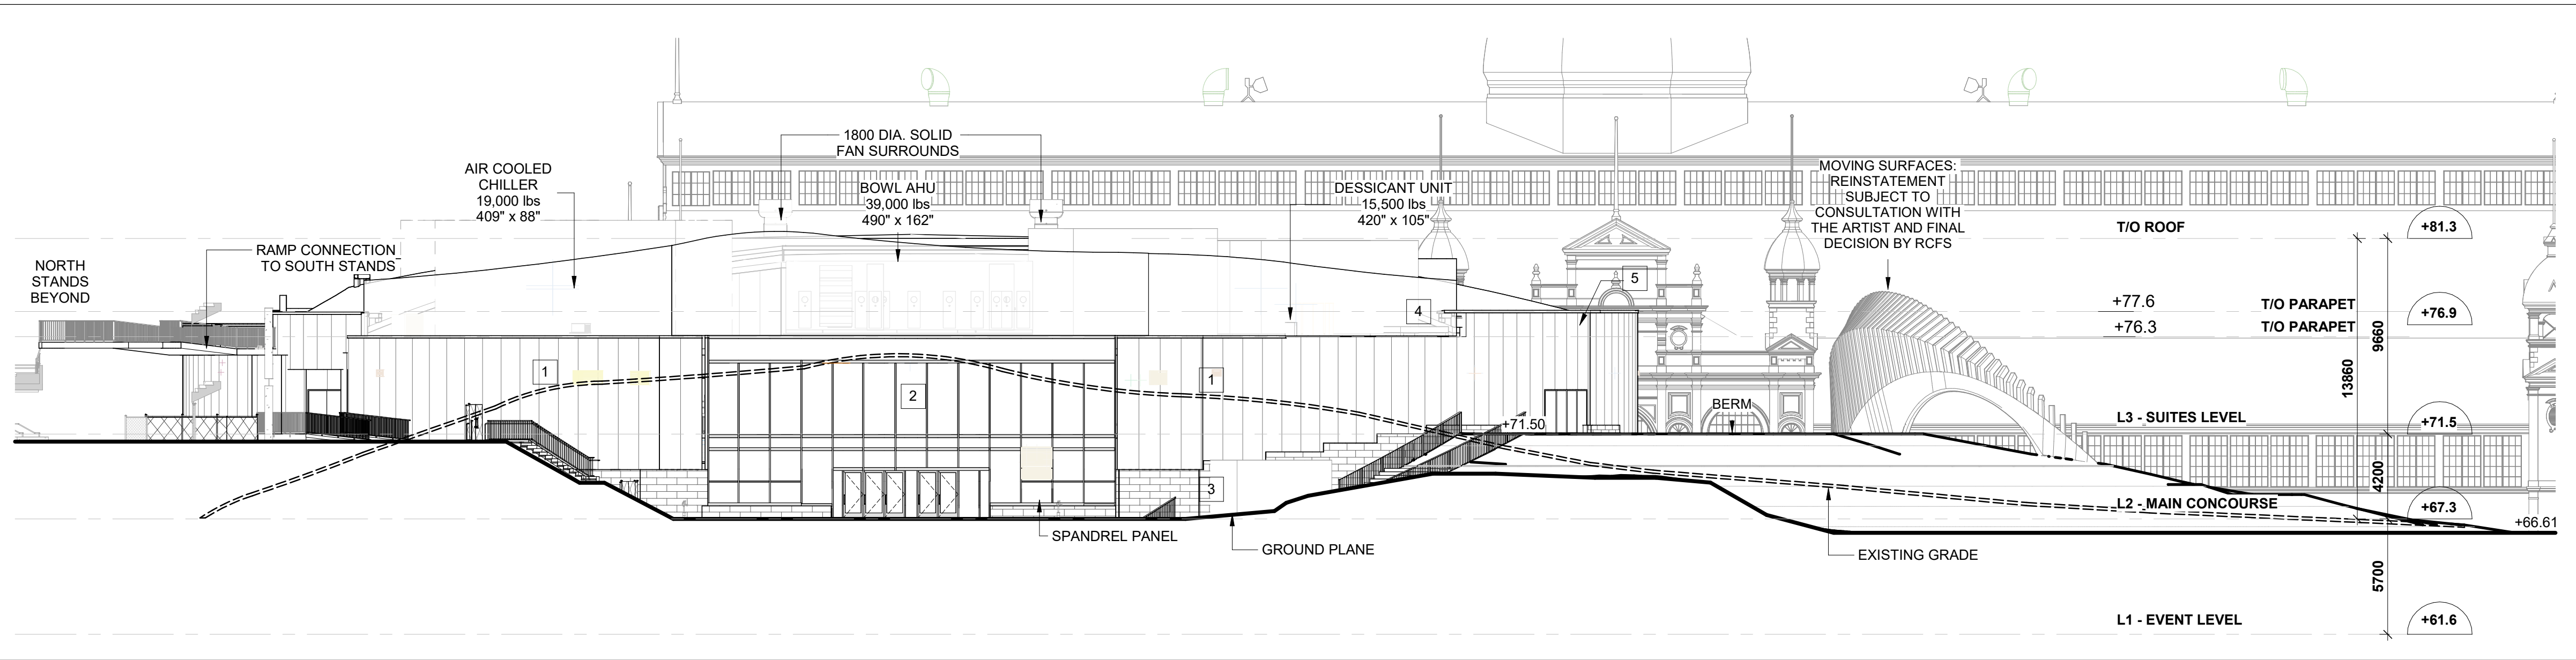 1800 DIA. SOLID
FAN SURROUNDS
AIR COOLED
CHILLER
19,000 lbs
409" x 88"
BOWL AHU
39,000 lbs
490" x 162"
DESSICANT UNIT
15,500 lbs
420" x 105"
MOVING SURFACES:
REINSTATEMENT
SUBJECT TO
CONSULTATION WITH
THE ARTIST AND FINAL
DECISION BY RCFS
RAMP CONNECTION
TO SOUTH STANDS
NORTH
STANDS
BEYOND
T/O ROOF
+81.3
5
4
+77.6
T/O PARAPET
+76.9
+76.3
T/O PARAPET
9660
13860
1
2
1
BERM
+71.50
L3 - SUITES LEVEL
+71.5
3
4200
L2 - MAIN CONCOURSE
+67.3
+66.61
SPANDREL PANEL
GROUND PLANE
EXISTING GRADE
5700
L1 - EVENT LEVEL
+61.6